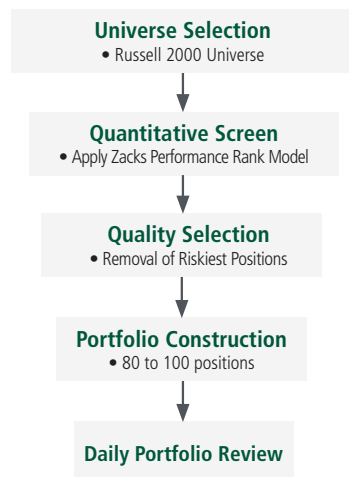 Universe Selection
• Russell 2000 Universe
Quantitative Screen
• Apply Zacks Performance Rank Model
Quality Selection
• Removal of Riskiest Positions
Portfolio Construction
• 80 to 100 positions
Daily Portfolio Review